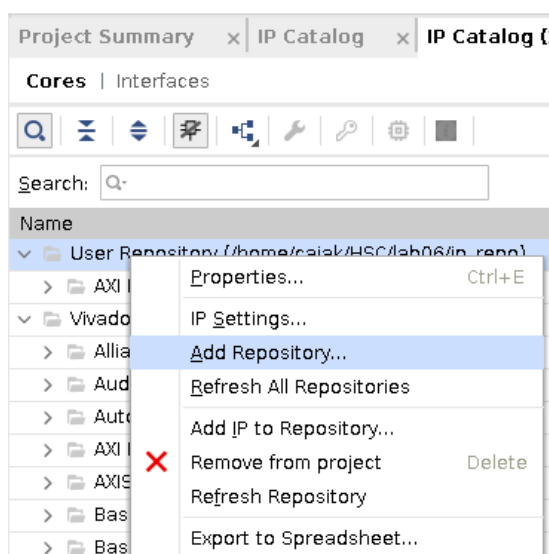 Project Summary × IP Catalog × IP Catalog (
Cores | Interfaces
Search: Q-
Name
User Repository (/home/caiak/HSC/lab06/ip_repo)
Properties... Ctrl+E
AXI
Vivado
IP Settings...
Allia
Add Repository...
Aud
Refresh All Repositories
Auto
Add IP to Repository...
AXI
Remove from project Delete
AXIS
Refresh Repository
Bas
Export to Spreadsheet...
Bas